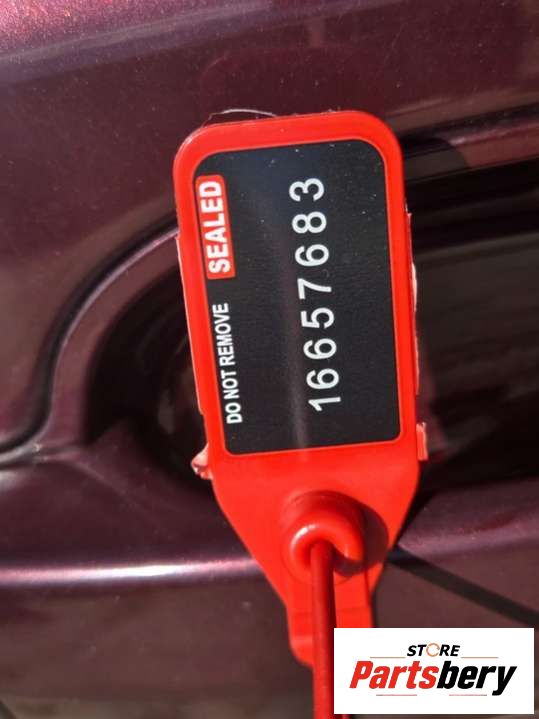 DO NOT REMOVE SEALED
16657683
STORE
Partsbery